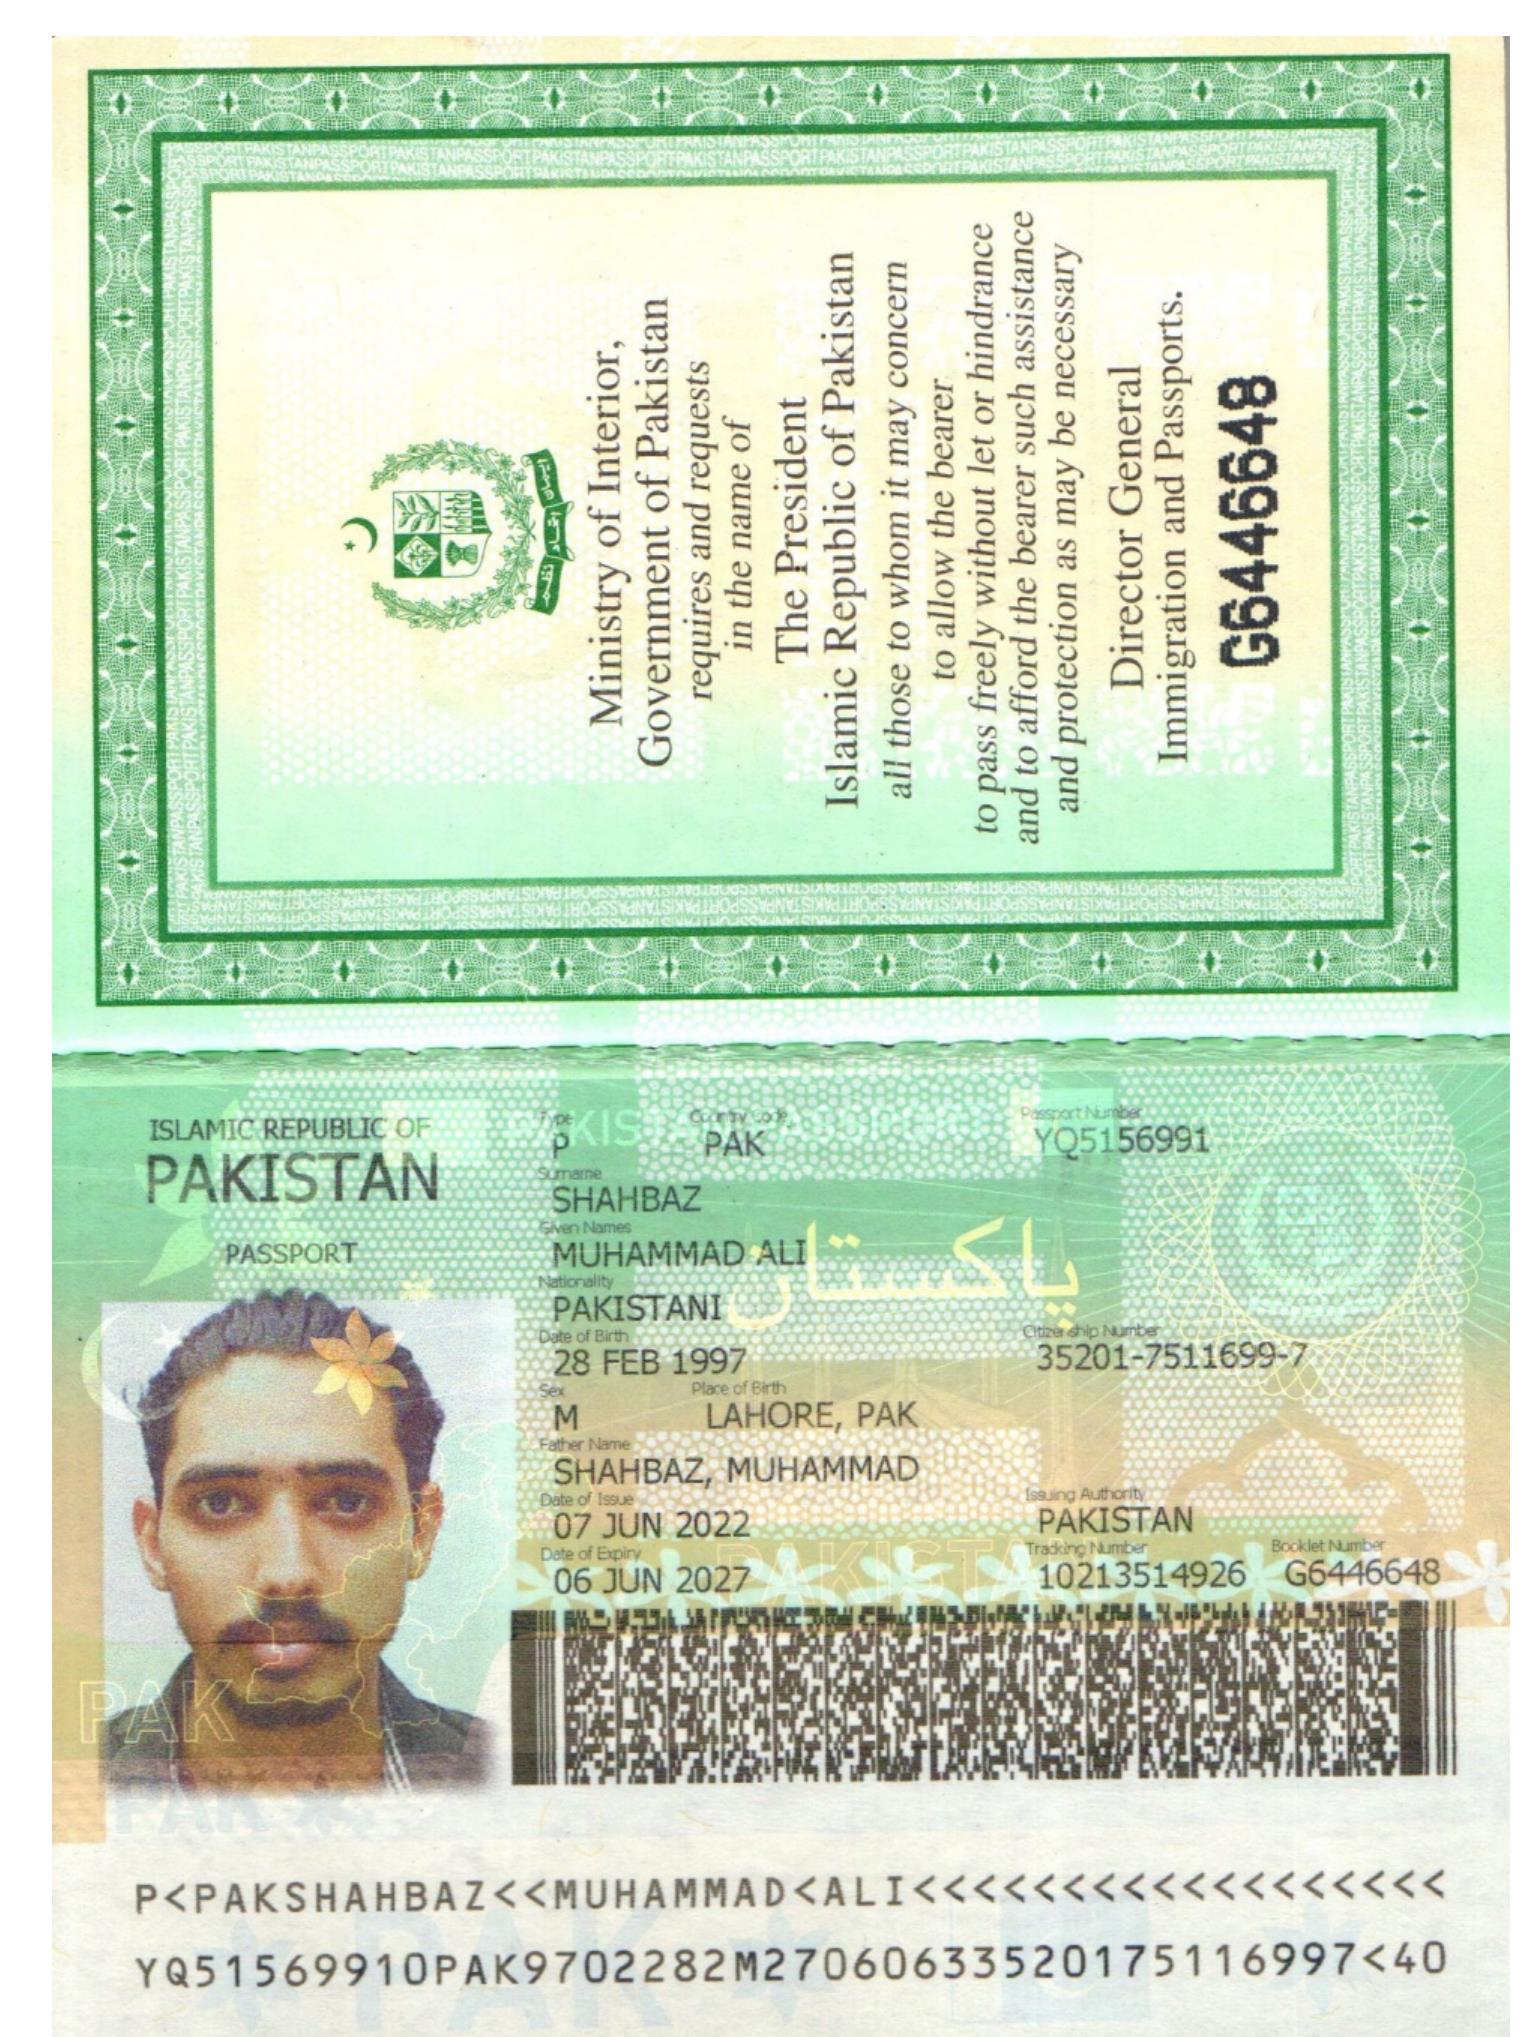 Ministry of Interior,
Government of Pakistan
requires and requests
in the name of
The President
Islamic Republic of Pakistan
all those to whom it may concern
to allow the bearer
to pass freely without let or hindrance
and to afford the bearer such assistance
and protection as may be necessary
Director General
Immigration and Passports.
G6446648
ISLAMIC REPUBLIC OF
PAKISTAN
PASSPORT
Type Country Code Passport Number
P PAK YQ5156991
Surname
SHAHBAZ
Given Names
MUHAMMAD ALI
پاکستان
Nationality
PAKISTANI
Date of Birth Citizenship Number
28 FEB 1997 35201-7511699-7
Sex Place of Birth
M LAHORE, PAK
Father Name
SHAHBAZ, MUHAMMAD
Date of Issue Issuing Authority
07 JUN 2022 PAKISTAN
Date of Expiry Tracking Number Booklet Number
06 JUN 2027 10213514926 G6446648
PAK
P<PAKSHAHBAZ<<MUHAMMAD<ALI<<<<<<<<<<<<<<<<<<
YQ51569910PAK9702282M27060633520175116997<40